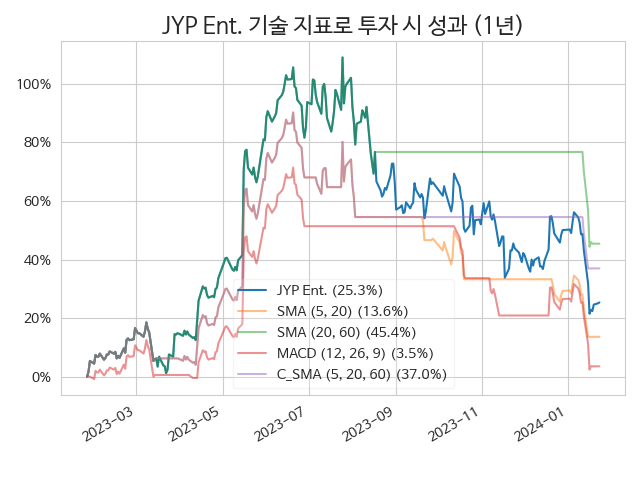 JYP Ent. 기술 지표로 투자 시 성과 (1년)
100%
80%
60%
40%
20%
0%
JYP Ent. (25.3%)
SMA (5, 20) (13.6%)
SMA (20, 60) (45.4%)
MACD (12, 26, 9) (3.5%)
C_SMA (5, 20, 60) (37.0%)
2023-03
2023-05
2023-07
2023-09
2023-11
2024-01